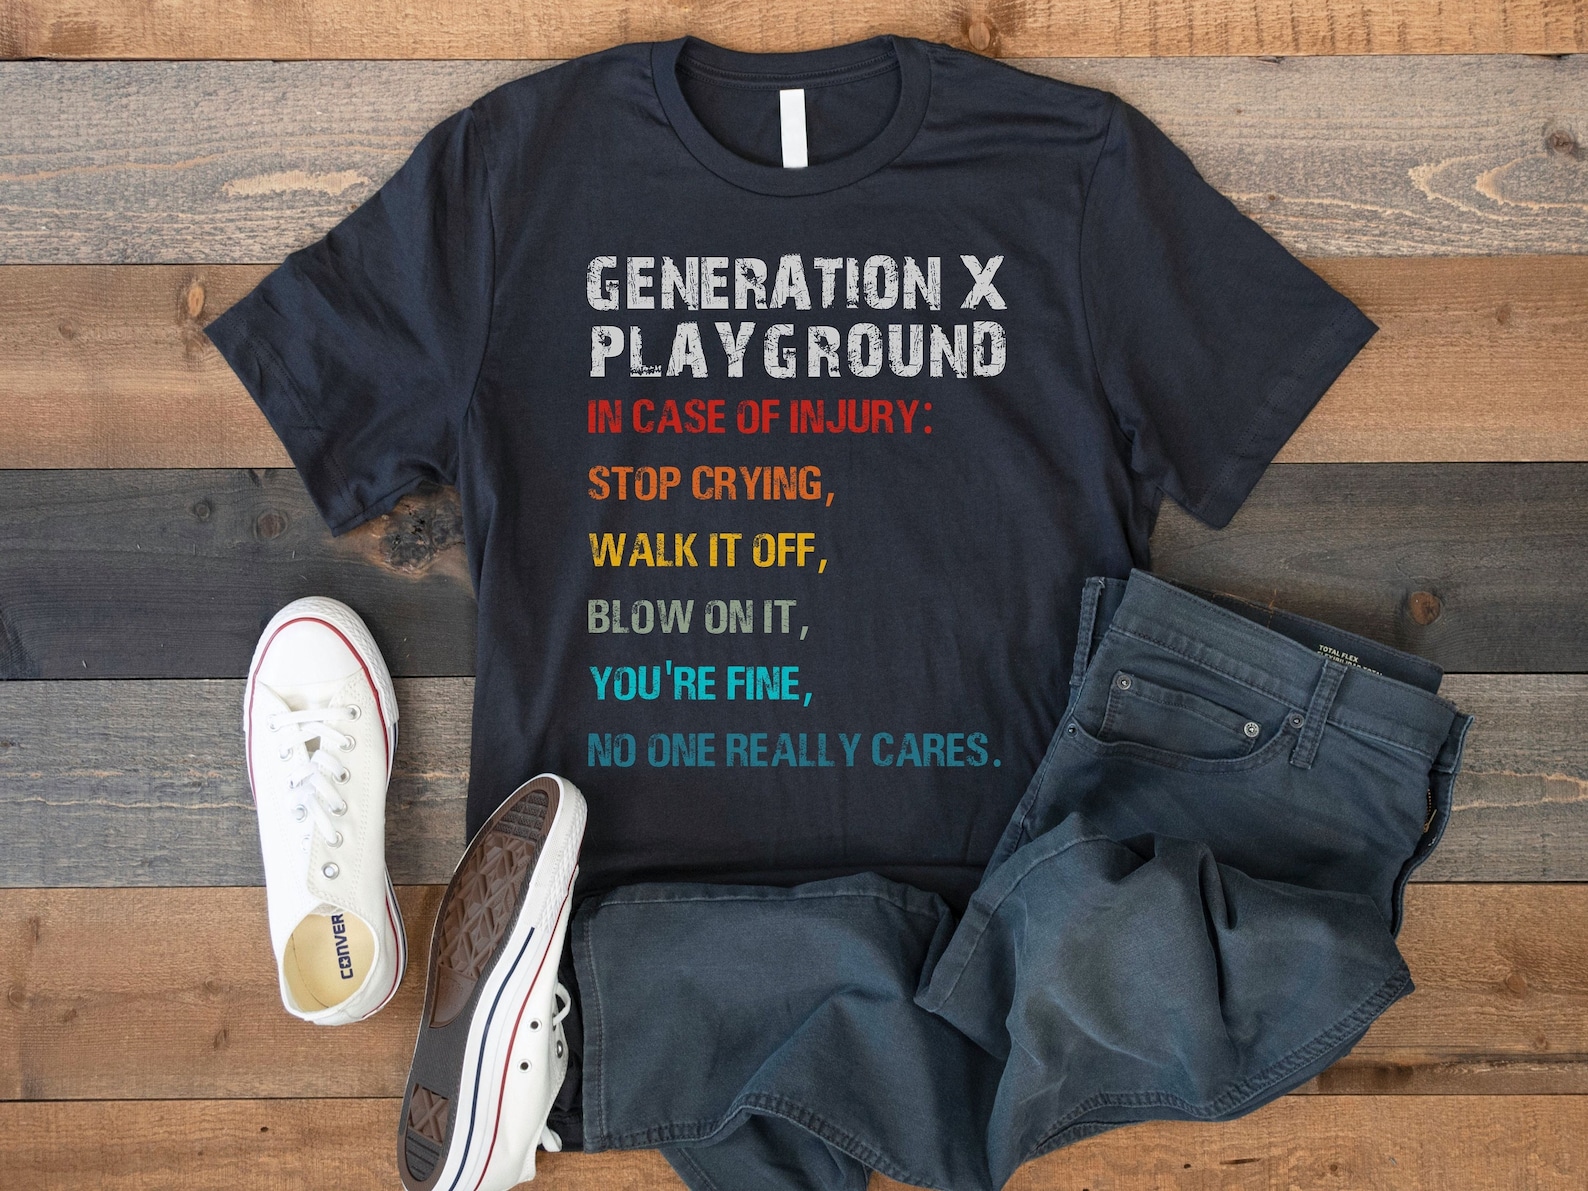 GENERATION X
PLAYGROUND
IN CASE OF INJURY:
STOP CRYING,
WALK IT OFF,
BLOW ON IT,
YOU'RE FINE,
NO ONE REALLY CARES.
TOTAL FLEX
CONVER